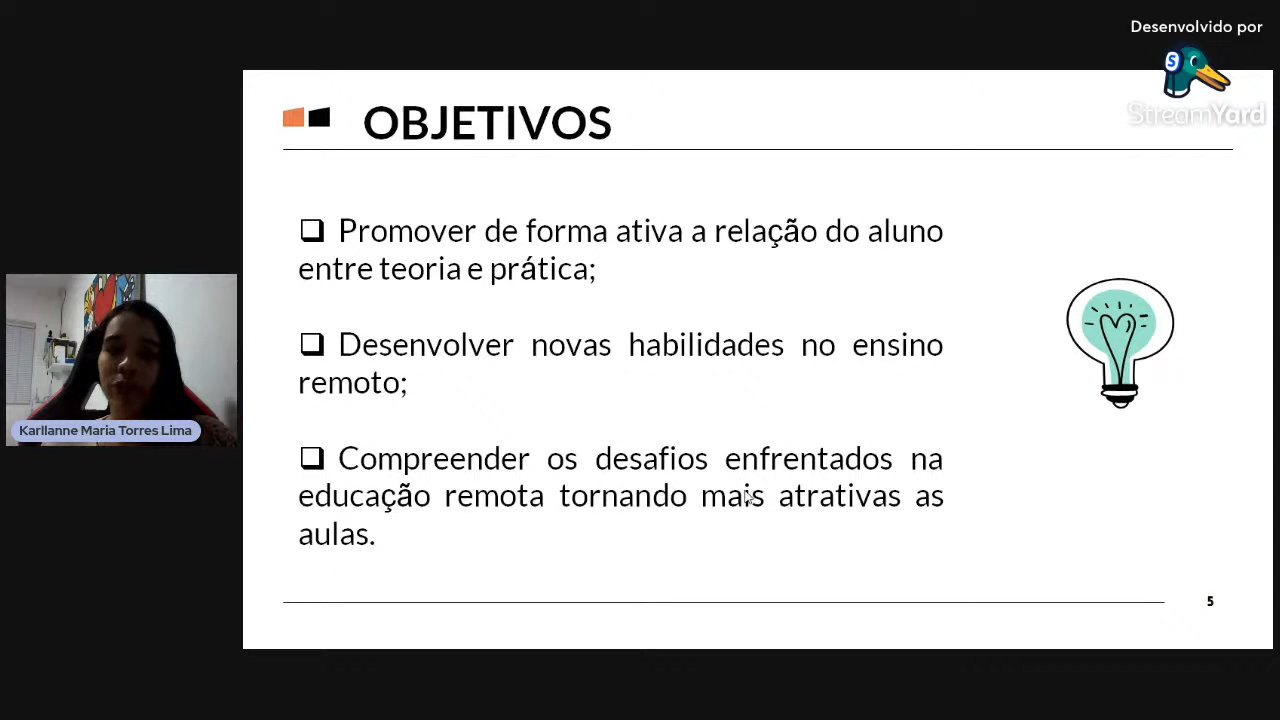 Desenvolvido por
StreamYard
OBJETIVOS
❑ Promover de forma ativa a relação do aluno
entre teoria e prática;
❑ Desenvolver novas habilidades no ensino
remoto;
❑ Compreender os desafios enfrentados na
educação remota tornando mais atrativas as
aulas.
Karllanne Maria Torres Lima
5